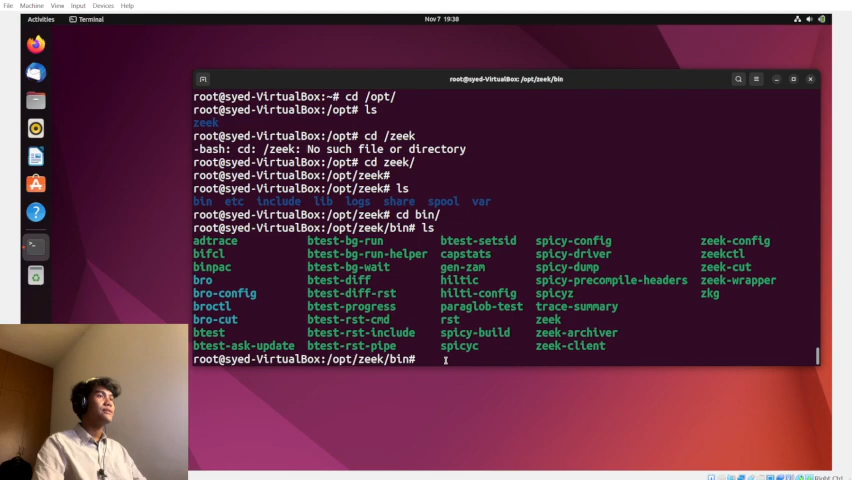 File Machine View Input Devices Help
Activities Terminal Nov 7 19:38
root@syed-VirtualBox: /opt/zeek/bin
root@syed-VirtualBox:~# cd /opt/
root@syed-VirtualBox:/opt# ls
zeek
root@syed-VirtualBox:/opt# cd /zeek
-bash: cd: /zeek: No such file or directory
root@syed-VirtualBox:/opt# cd zeek/
root@syed-VirtualBox:/opt/zeek#
root@syed-VirtualBox:/opt/zeek# ls
bin etc include lib logs share spool var
root@syed-VirtualBox:/opt/zeek# cd bin/
root@syed-VirtualBox:/opt/zeek/bin# ls
adtrace btest-bg-run btest-setsid spicy-config zeek-config
bifcl btest-bg-run-helper capstats spicy-driver zeekctl
binpac btest-bg-wait gen-zam spicy-dump zeek-cut
bro btest-diff hiltic spicy-precompile-headers zeek-wrapper
bro-config btest-diff-rst hilti-config spicyz zkg
broctl btest-progress paraglob-test trace-summary
bro-cut btest-rst-cmd rst zeek
btest btest-rst-include spicy-build zeek-archiver
btest-ask-update btest-rst-pipe spicyc zeek-client
root@syed-VirtualBox:/opt/zeek/bin#
Right Ctrl